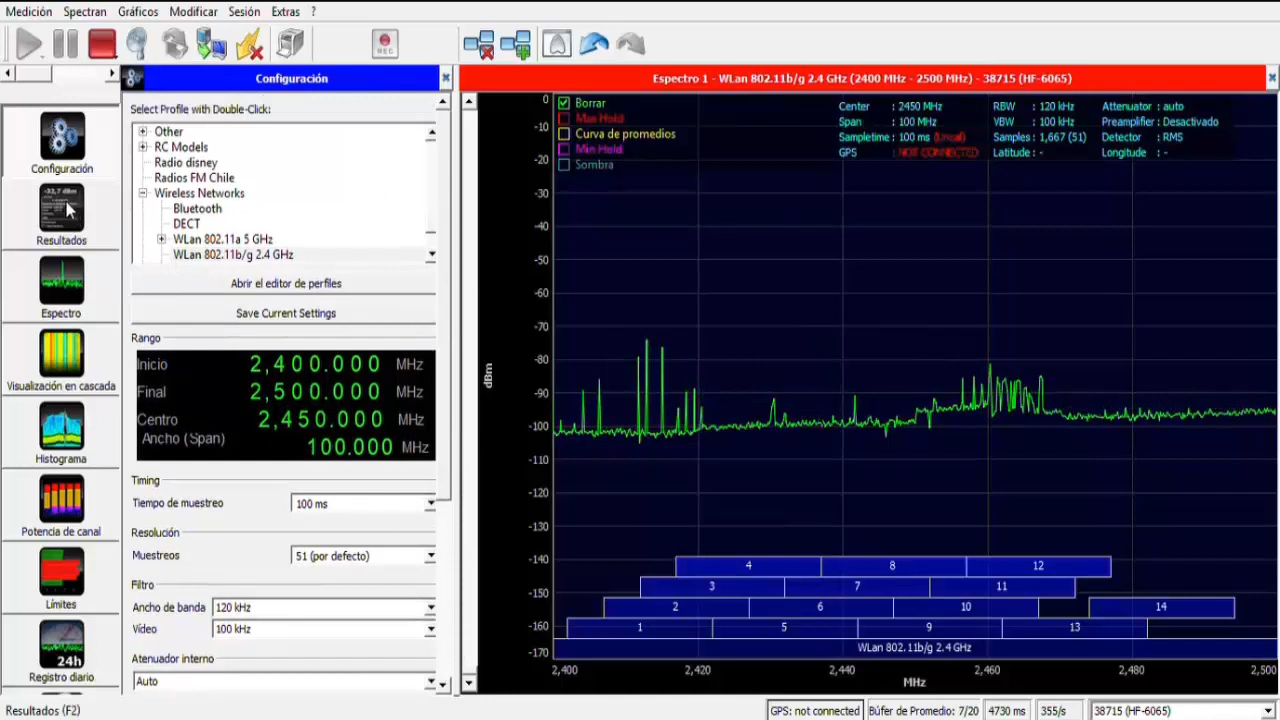 Medición Spectran Gráficos Modificar Sesión Extras ?
REC
Configuración
Espectro 1 - WLan 802.11b/g 2.4 GHz (2400 MHz - 2500 MHz) - 38715 (HF-6065)
Configuración
-32,7 dBm
Resultados
Espectro
Visualización en cascada
Histograma
Potencia de canal
Límites
24h
Registro diario
Select Profile with Double-Click:
Other
RC Models
Radio disney
Radios FM Chile
Wireless Networks
Bluetooth
DECT
WLan 802.11a 5 GHz
WLan 802.11b/g 2.4 GHz
Abrir el editor de perfiles
Save Current Settings
Rango
Inicio 2,400.000 MHz
Final 2,500.000 MHz
Centro 2,450.000 MHz
Ancho (Span) 100.000 MHz
Timing
Tiempo de muestreo 100 ms
Resolución
Muestreos 51 (por defecto)
Filtro
Ancho de banda 120 kHz
Vídeo 100 kHz
Atenuador interno
Auto
Borrar
Max Hold
Curva de promedios
Min Hold
Sombra
Center : 2450 MHz RBW : 120 kHz Attenuator : auto
Span : 100 MHz VBW : 100 kHz Preamplifier : Desactivado
Sampletime : 100 ms (Uncal) Samples : 1,667 (51) Detector : RMS
GPS : NOT CONNECTED Latitude : - Longitude : -
0
-10
-20
-30
-40
-50
-60
-70
-80
-90
-100
-110
-120
-130
-140
-150
-160
-170
dBm
4 8 12
3 7 11
2 6 10 14
1 5 9 13
WLan 802.11b/g 2.4 GHz
2,400 2,420 2,440 2,460 2,480 2,500
MHz
Resultados (F2) GPS: not connected Búfer de Promedio: 7/20 4730 ms 355/s 38715 (HF-6065)